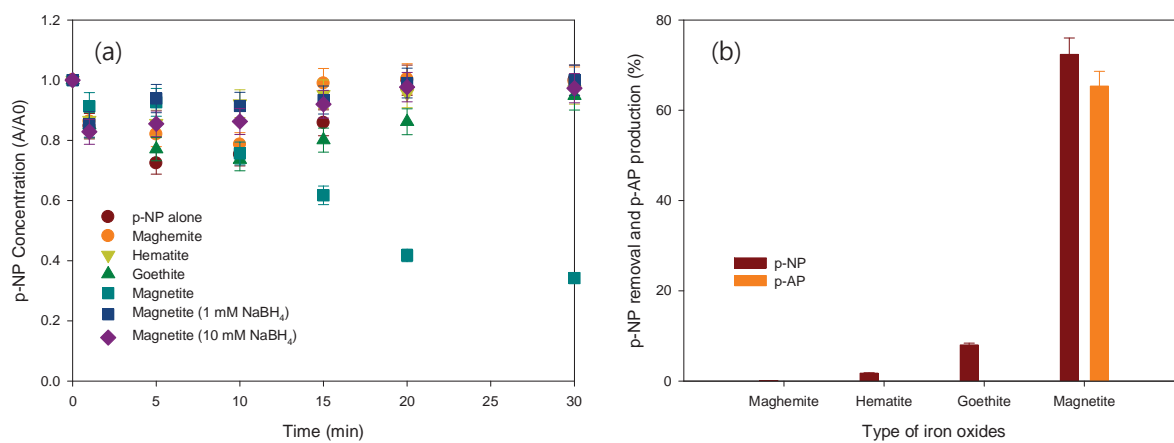 (a)
p-NP Concentration (A/A0)
1.2
1.0
0.8
0.6
0.4
0.2
0.0
p-NP alone
Maghemite
Hematite
Goethite
Magnetite
Magnetite (1 mM NaBH4)
Magnetite (10 mM NaBH4)
0 5 10 15 20 25 30
Time (min)
(b)
p-NP removal and p-AP production (%)
80
60
40
20
0
p-NP
p-AP
Maghemite Hematite Goethite Magnetite
Type of iron oxides